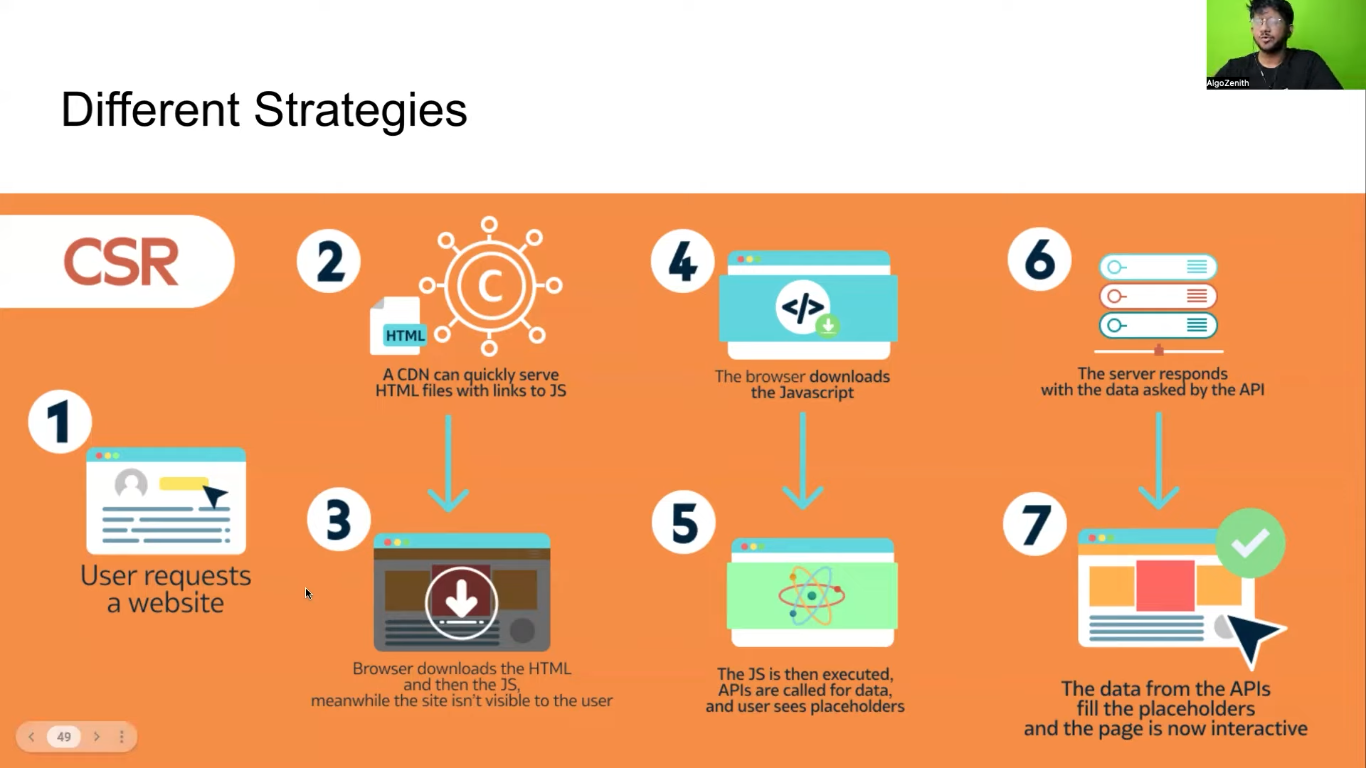 AlgoZenith
Different Strategies
CSR
1
User requests
a website
2
C
HTML
A CDN can quickly serve
HTML files with links to JS
3
Browser downloads the HTML
and then the JS,
meanwhile the site isn't visible to the user
4
</>
The browser downloads
the Javascript
5
The JS is then executed,
APIs are called for data,
and user sees placeholders
6
The server responds
with the data asked by the API
7
The data from the APIs
fill the placeholders
and the page is now interactive
49